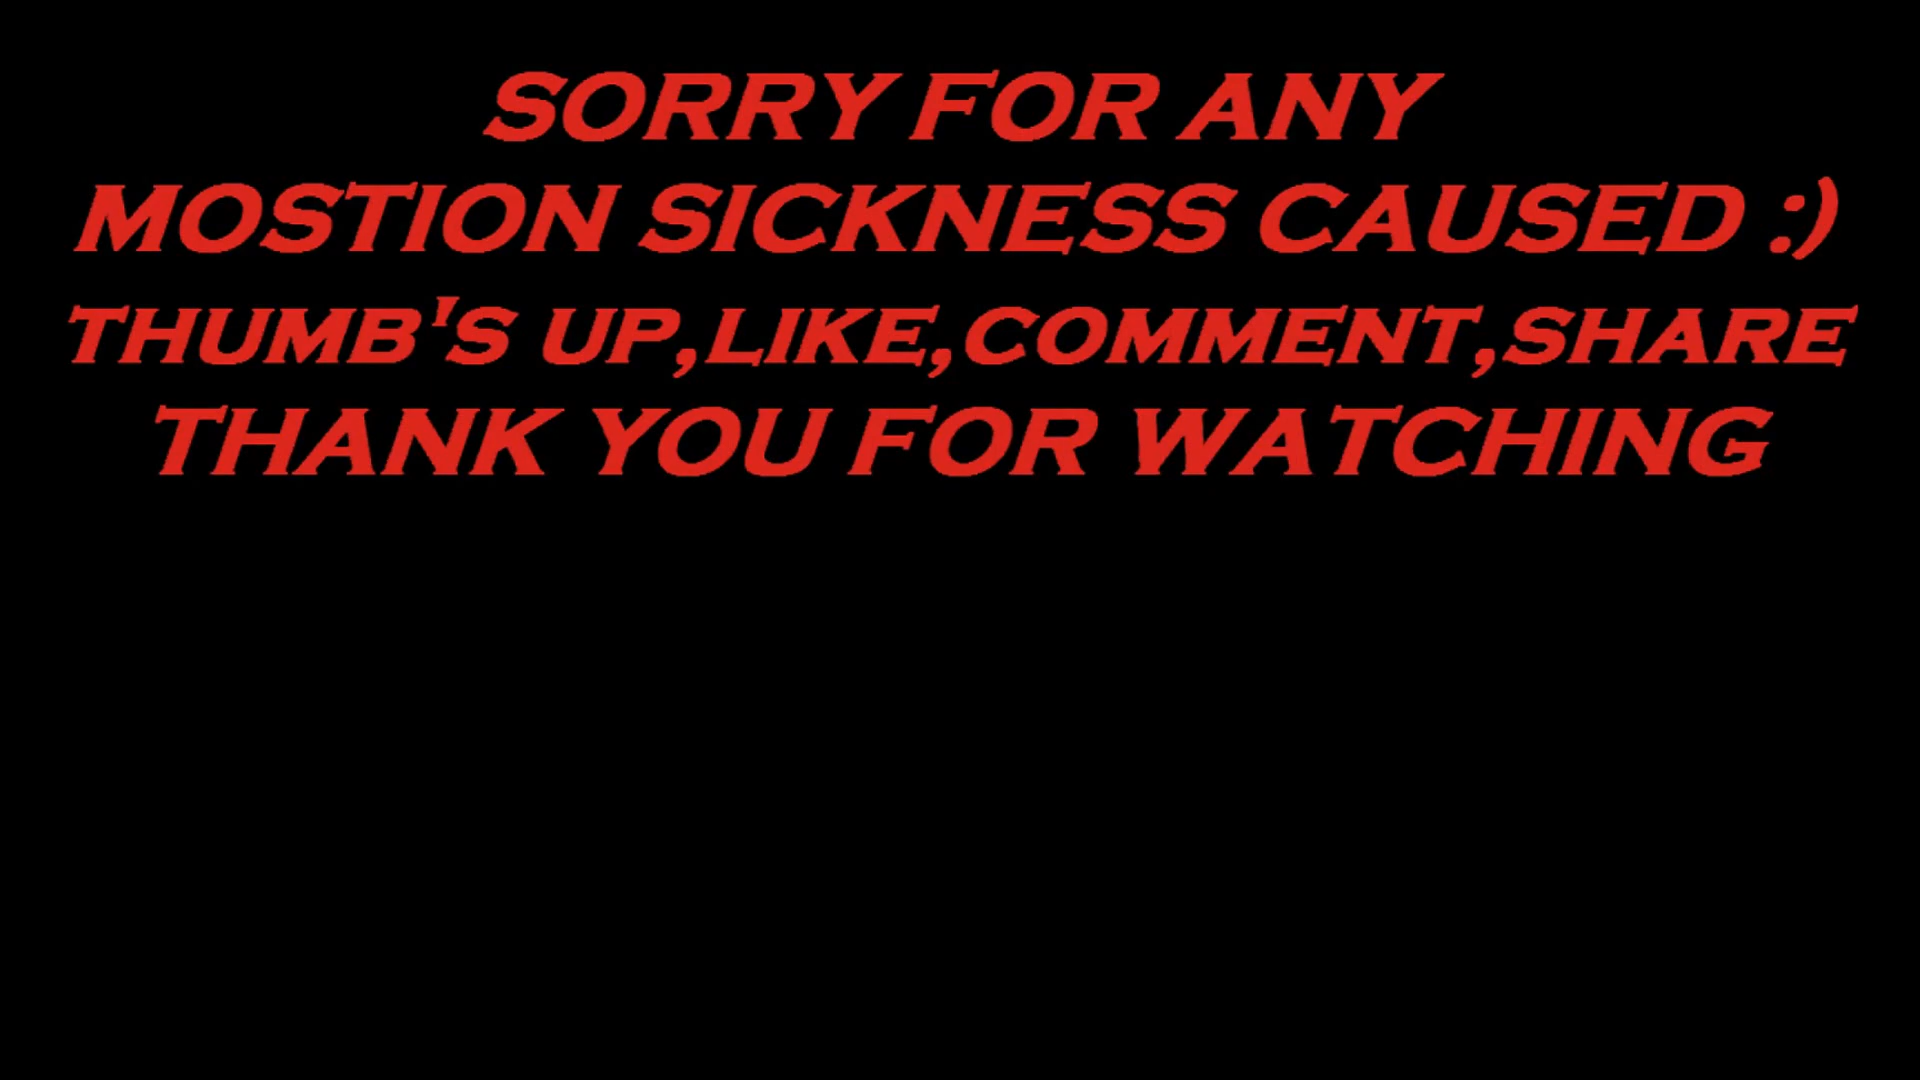 SORRY FOR ANY
MOSTION SICKNESS CAUSED :)
THUMB'S UP,LIKE,COMMENT,SHARE
THANK YOU FOR WATCHING